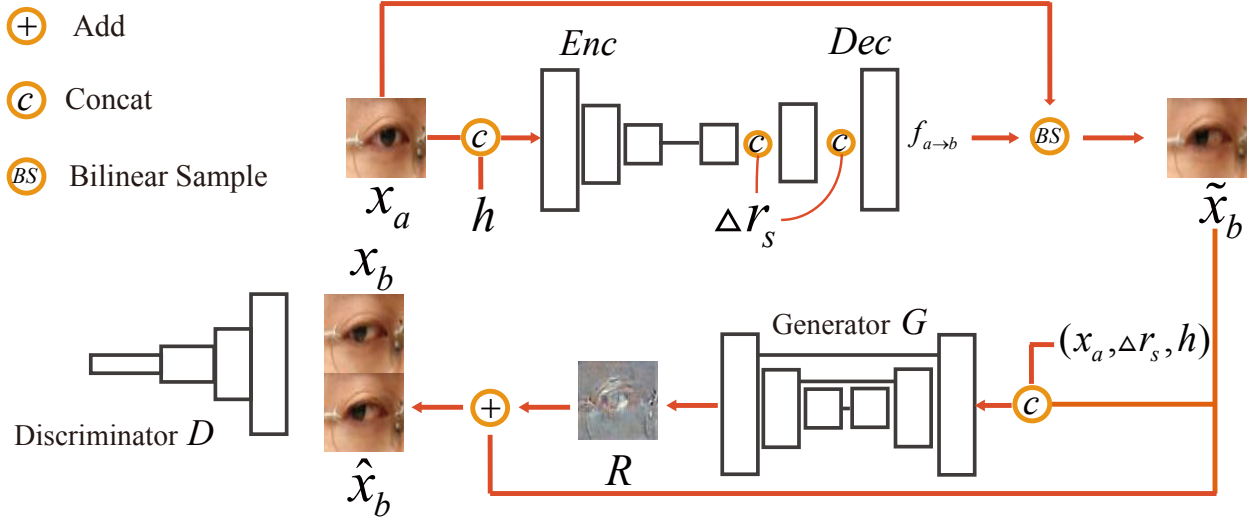 + Add
c Concat
BS Bilinear Sample
Enc
Dec
c
c
c
f_{a→b}
BS
x_a
h
△r_s
x̃_b
x_b
Generator G
(x_a, △r_s, h)
+
c
Discriminator D
x̂_b
R